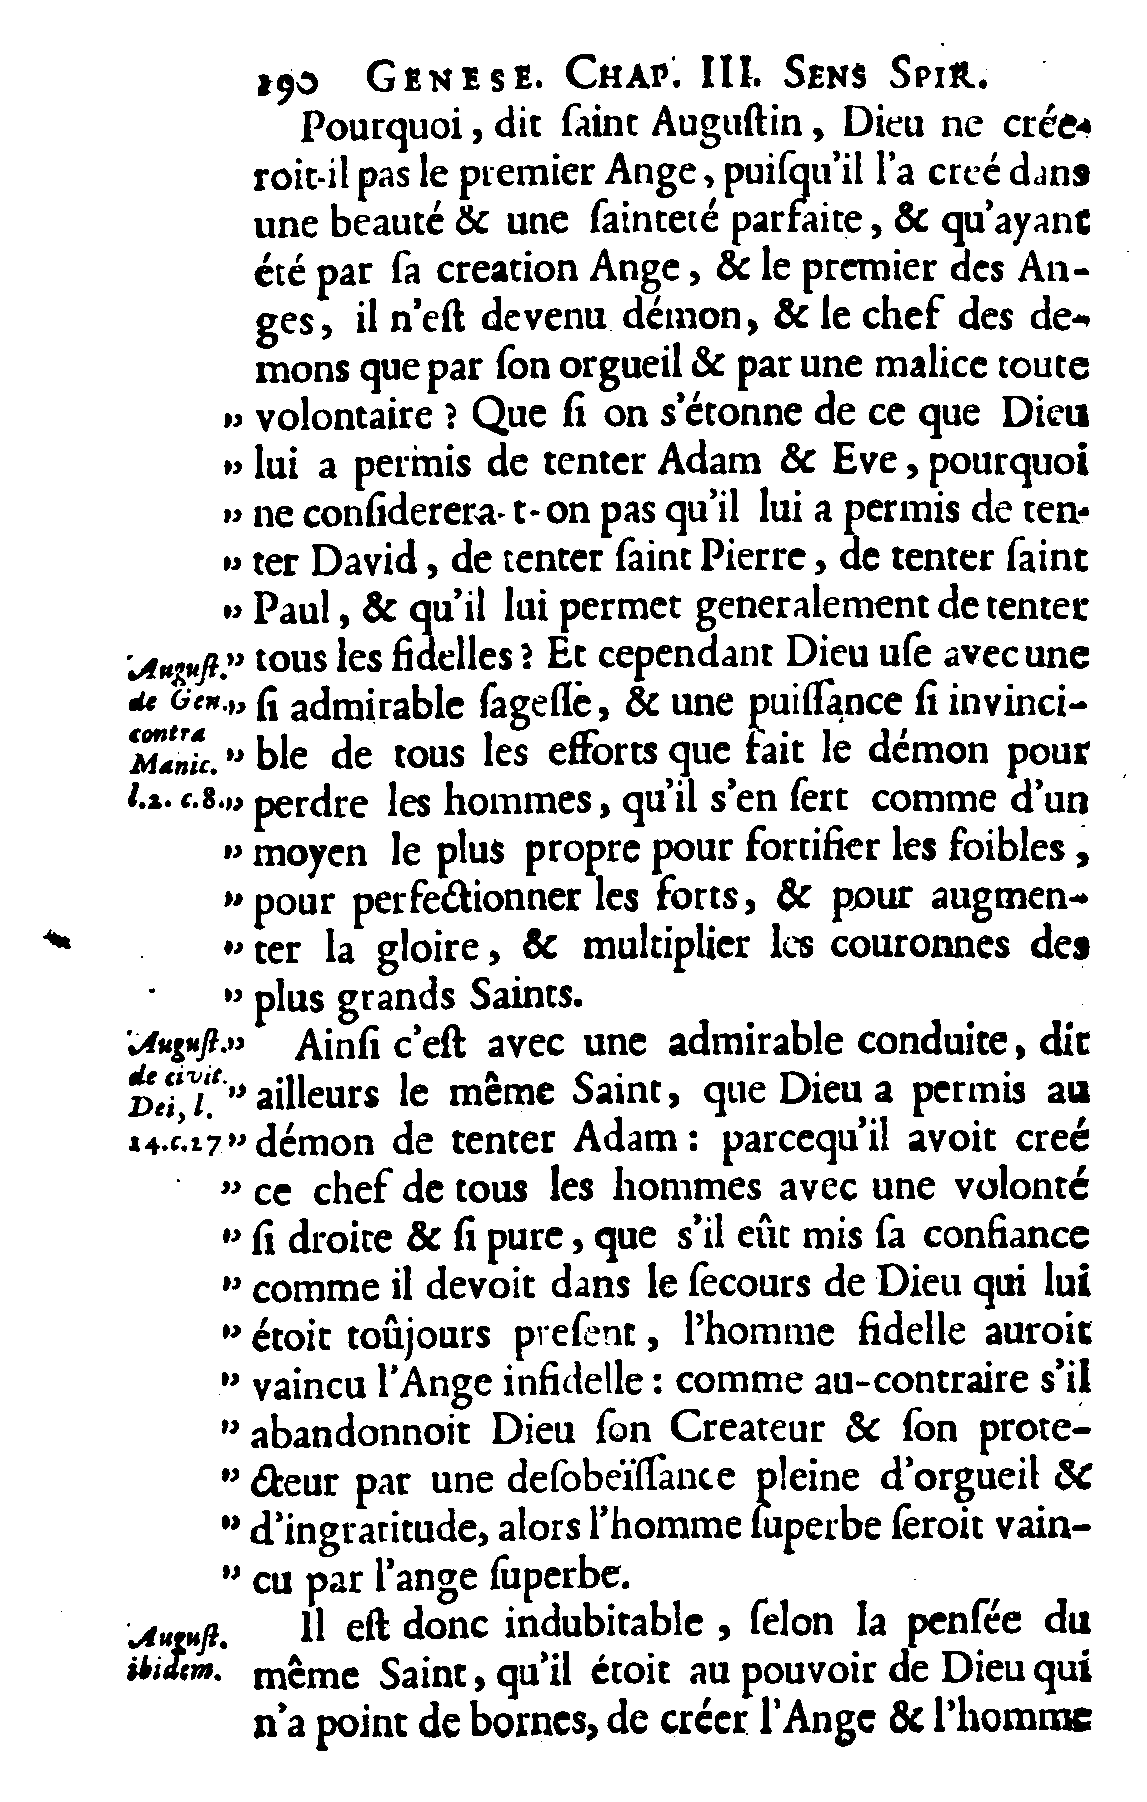 190 GENESE. CHAP. III. SENS SPIR.
Pourquoi, dit ſaint Auguſtin, Dieu ne crée-
roit-il pas le premier Ange, puiſqu'il l'a creé dans
une beauté & une ſainteté parfaite, & qu'ayant
été par ſa creation Ange, & le premier des An-
ges, il n'eſt devenu démon, & le chef des de-
mons que par ſon orgueil & par une malice toute
" volontaire ? Que ſi on s'étonne de ce que Dieu
" lui a permis de tenter Adam & Eve, pourquoi
" ne conſiderera-t-on pas qu'il lui a permis de ten-
" ter David, de tenter ſaint Pierre, de tenter ſaint
" Paul, & qu'il lui permet generalement de tenter
Auguſt. " tous les fidelles ? Et cependant Dieu uſe avec une
de Gen. " ſi admirable ſageſſe, & une puiſſance ſi invinci-
contra
Manic. " ble de tous les efforts que fait le démon pour
l.2. c.8. " perdre les hommes, qu'il s'en ſert comme d'un
" moyen le plus propre pour fortifier les foibles,
" pour perfectionner les forts, & pour augmen-
" ter la gloire, & multiplier les couronnes des
" plus grands Saints.
Auguſt. " Ainſi c'eſt avec une admirable conduite, dit
de civit.
Dei, l. " ailleurs le même Saint, que Dieu a permis au
14.c.27 " démon de tenter Adam : parcequ'il avoit creé
" ce chef de tous les hommes avec une volonté
" ſi droite & ſi pure, que s'il eût mis ſa confiance
" comme il devoit dans le ſecours de Dieu qui lui
" étoit toûjours preſent, l'homme fidelle auroit
" vaincu l'Ange infidelle : comme au-contraire s'il
" abandonnoit Dieu ſon Createur & ſon prote-
" cteur par une deſobeïſſance pleine d'orgueil &
" d'ingratitude, alors l'homme ſuperbe ſeroit vain-
" cu par l'ange ſuperbe.
Auguſt. Il eſt donc indubitable, ſelon la penſée du
ibidem. même Saint, qu'il étoit au pouvoir de Dieu qui
n'a point de bornes, de créer l'Ange & l'homme